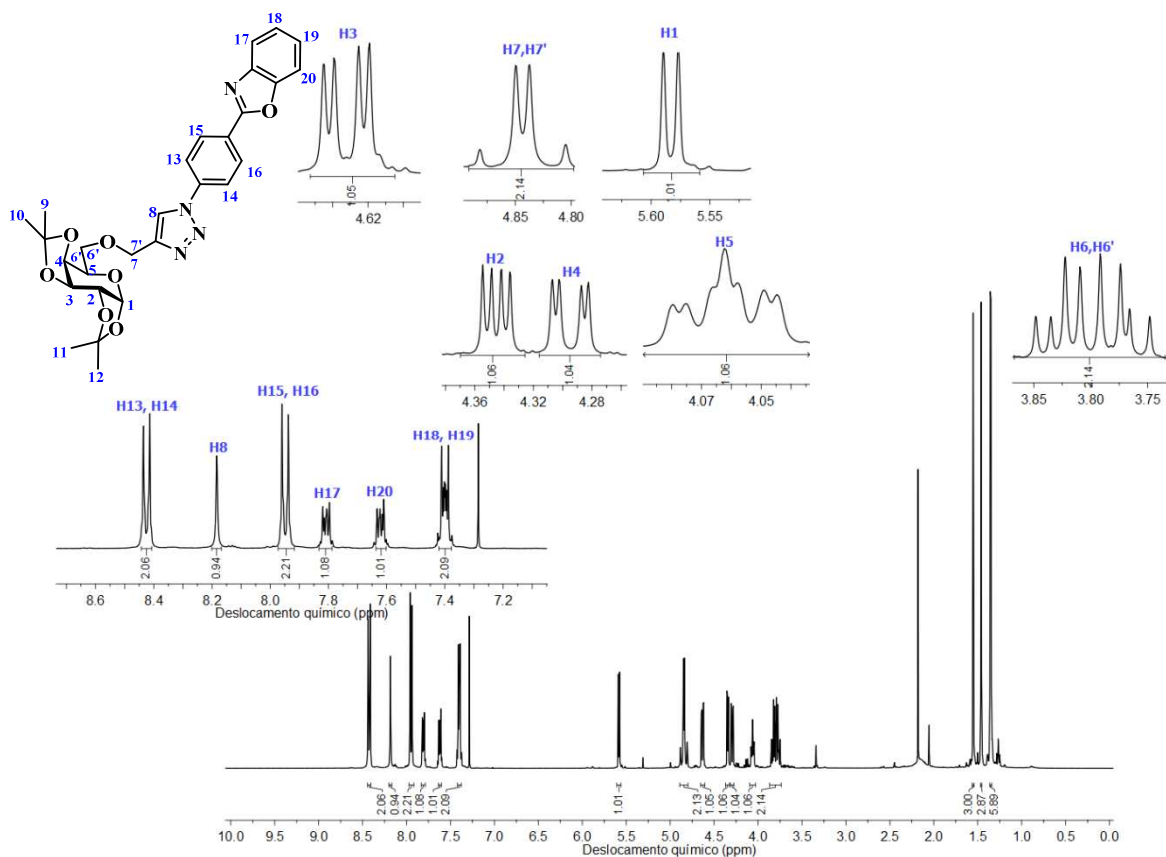 18
17
19
20
N
O
15
13
16
14
9
10
8
N
N
N
O
O
O
6'
7'
7
6'
4
5
O
O
3
2
1
O
O
11
12
H3
1.05
4.62
H7,H7'
2.14
4.85 4.80
H1
1.01
5.60 5.55
H2
H4
1.06
1.04
4.36 4.32 4.28
H5
1.06
4.07 4.05
H6,H6'
2.14
3.85 3.80 3.75
H13, H14
H8
H15, H16
H17
H20
H18, H19
2.06
0.94
2.21
1.08
1.01
2.09
8.6 8.4 8.2 8.0 7.8 7.6 7.4 7.2
Deslocamento químico (ppm)
2.06
0.94
2.21
1.08
1.01
2.09
1.01
2.13
1.05
1.06
1.04
1.06
2.14
3.00
2.87
5.89
10.0 9.5 9.0 8.5 8.0 7.5 7.0 6.5 6.0 5.5 5.0 4.5 4.0 3.5 3.0 2.5 2.0 1.5 1.0 0.5 0.0
Deslocamento químico (ppm)